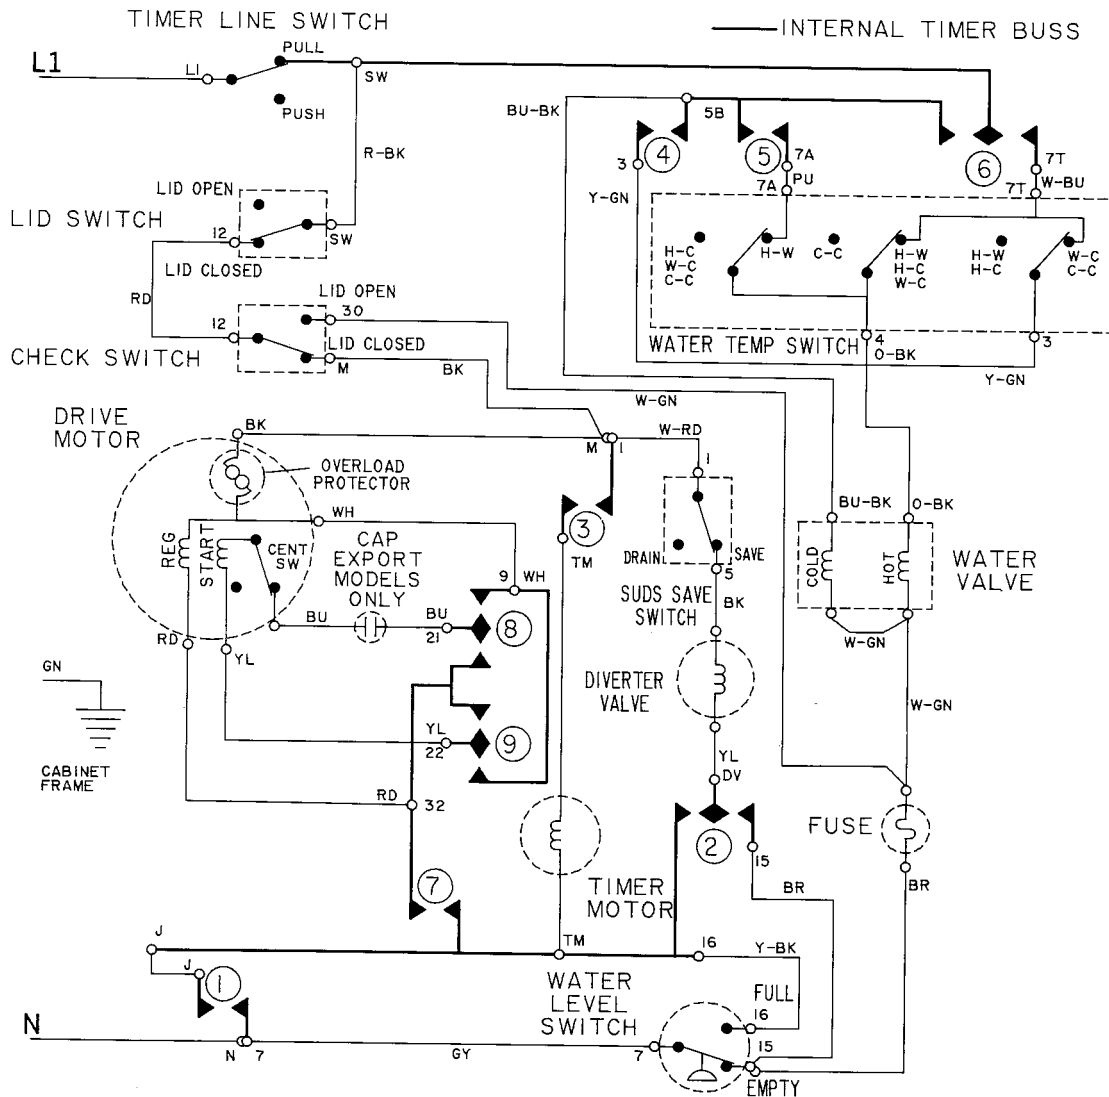 TIMER LINE SWITCH
INTERNAL TIMER BUSS
L1
L1
PULL
SW
PUSH
R-BK
BU-BK
5B
4
5
6
3
7A
7T
7A
PU
7T
W-BU
Y-GN
LID OPEN
LID SWITCH
12
SW
LID CLOSED
H-C
W-C
C-C
H-W
C-C
H-W
H-C
W-C
H-W
H-C
W-C
C-C
RD
LID OPEN
12
30
LID CLOSED
CHECK SWITCH
M
BK
WATER TEMP SWITCH
4
3
O-BK
Y-GN
W-GN
DRIVE
MOTOR
BK
M
1
W-RD
OVERLOAD
PROTECTOR
1
WH
3
TM
BU-BK
O-BK
REG
START
CENT
SW
CAP
EXPORT
MODELS
ONLY
DRAIN
SAVE
5
COLD
HOT
WATER
VALVE
9
WH
SUDS SAVE
SWITCH
BK
BU
BU
21
8
W-GN
RD
YL
GN
DIVERTER
VALVE
W-GN
YL
22
9
YL
DV
CABINET
FRAME
RD
32
FUSE
2
15
7
TIMER
MOTOR
BR
BR
J
TM
16
Y-BK
J
1
WATER
LEVEL
SWITCH
FULL
16
N
N
7
GY
7
15
EMPTY